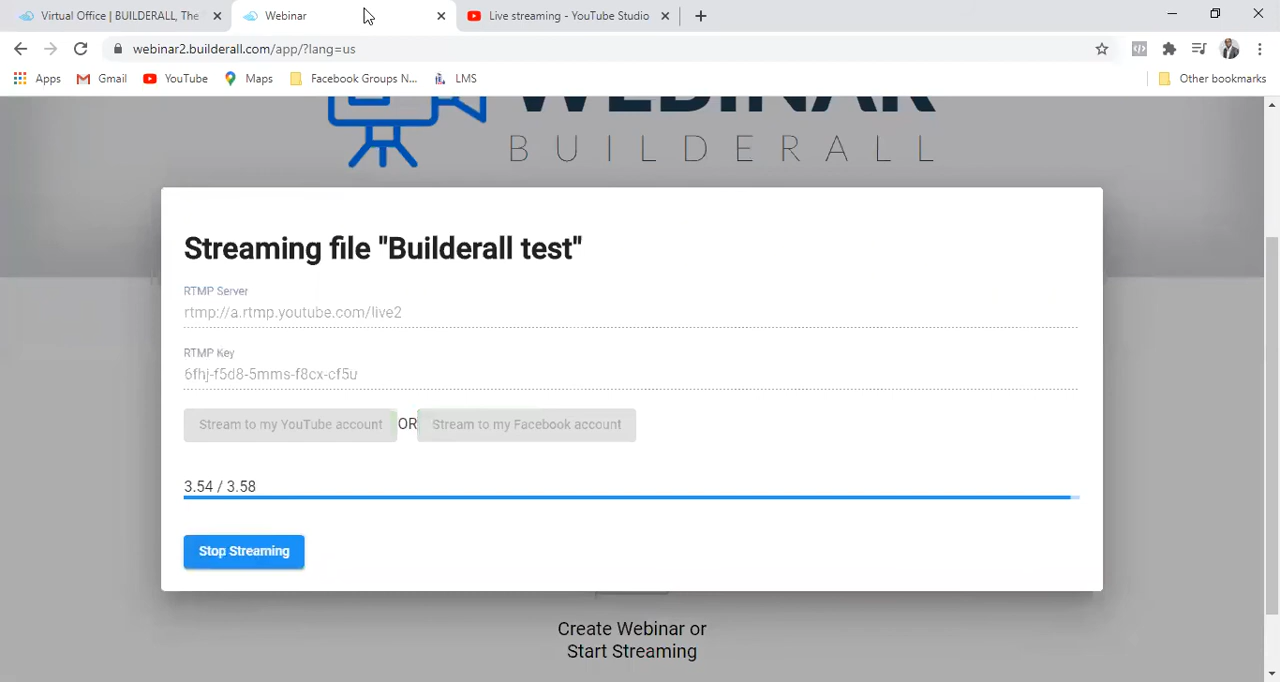 Virtual Office | BUILDERALL, The
Webinar
Live streaming - YouTube Studio
webinar2.builderall.com/app/?lang=us
Apps
Gmail
YouTube
Maps
Facebook Groups N...
LMS
Other bookmarks
WEBINAR
BUILDERALL
Streaming file "Builderall test"
RTMP Server
rtmp://a.rtmp.youtube.com/live2
RTMP Key
6fhj-f5d8-5mms-f8cx-cf5u
Stream to my YouTube account OR Stream to my Facebook account
3.54 / 3.58
Stop Streaming
Create Webinar or
Start Streaming